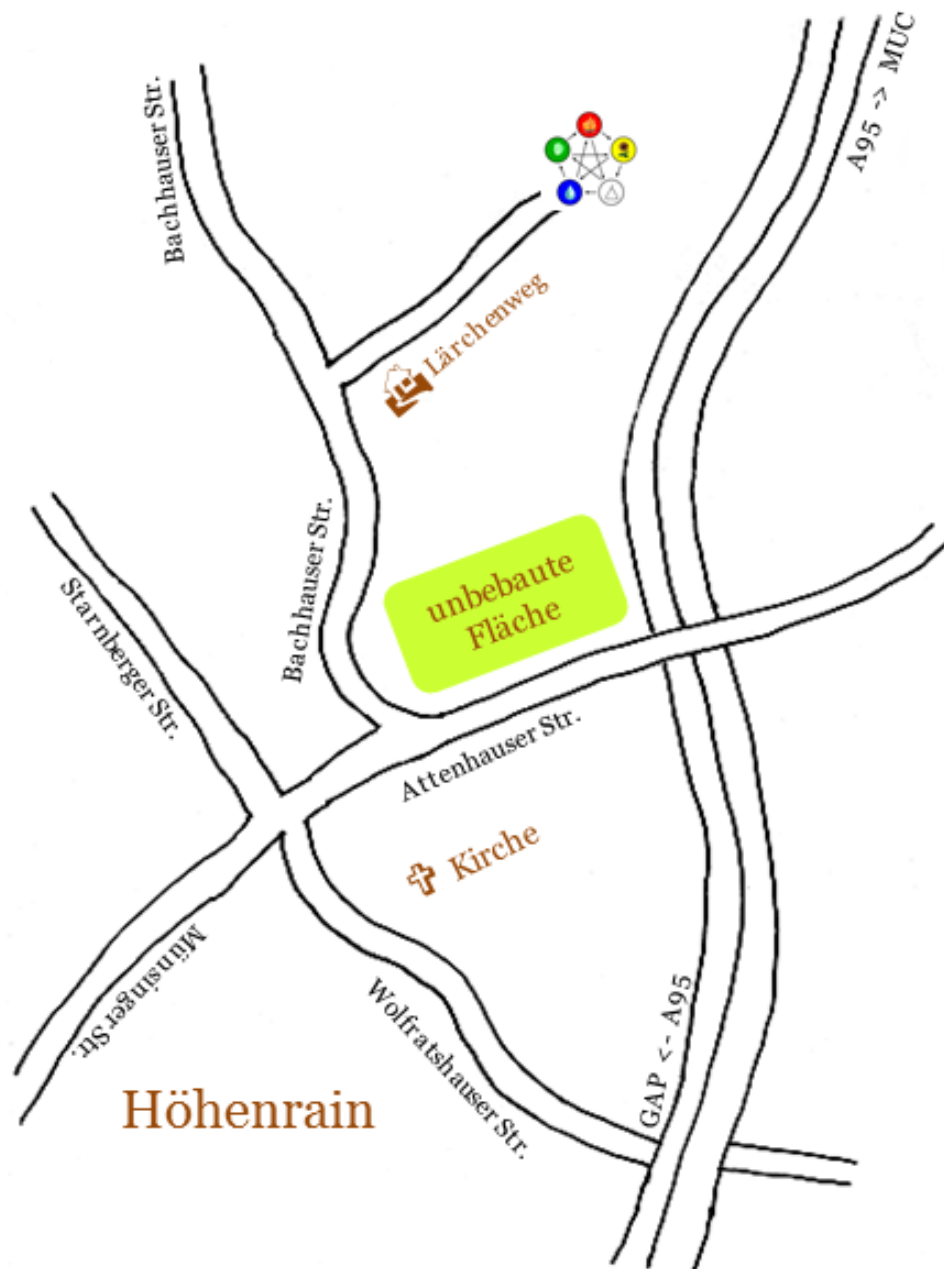 A95 -> MUC
Bachhauser Str.
Lärchenweg
Bachhauser Str.
unbebaute
Fläche
Starnberger Str.
Attenhauser Str.
Kirche
Münsinger Str.
Wolfratshauser Str.
GAP <- A95
Höhenrain